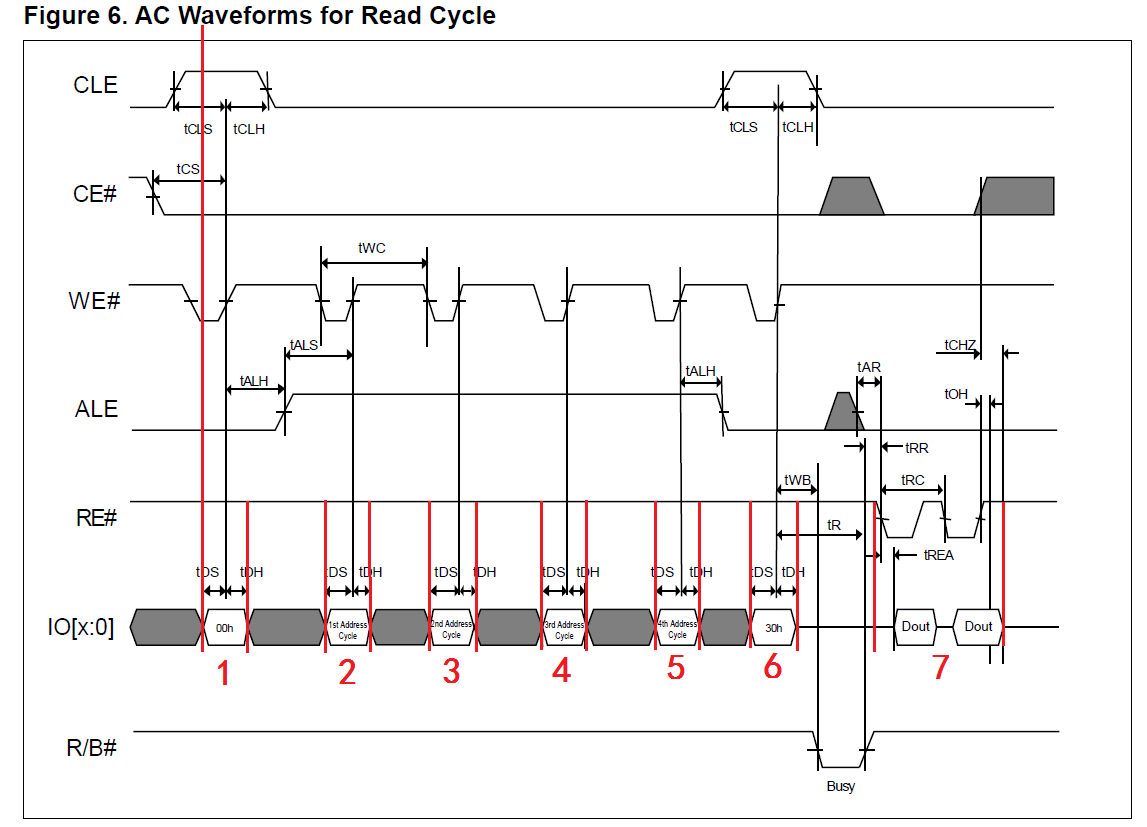 Figure 6. AC Waveforms for Read Cycle
CLE
tCLS tCLH tCLS tCLH
tCS
CE#
tWC
WE#
tALS tCHZ
tALH tALH tAR
ALE tOH
tRR
tWB tRC
RE# tR
tREA
tDS tDH tDS tDH tDS tDH tDS tDH tDS tDH tDS tDH
IO[x:0] 00h 1st Address Cycle 2nd Address Cycle 3rd Address Cycle 4th Address Cycle 30h Dout Dout
1 2 3 4 5 6 7
R/B#
Busy